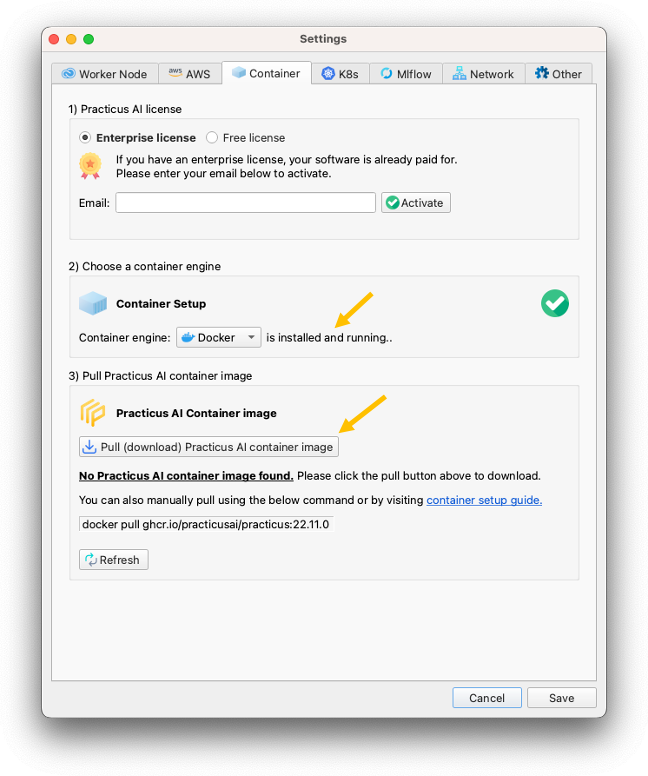 Settings
Worker Node
aws AWS
Container
K8s
Mlflow
Network
Other
1) Practicus AI license
Enterprise license
Free license
If you have an enterprise license, your software is already paid for.
Please enter your email below to activate.
Email:
Activate
2) Choose a container engine
Container Setup
Container engine: Docker is installed and running..
3) Pull Practicus AI container image
Practicus AI Container image
Pull (download) Practicus AI container image
No Practicus AI container image found. Please click the pull button above to download.
You can also manually pull using the below command or by visiting container setup guide.
docker pull ghcr.io/practicusai/practicus:22.11.0
Refresh
Cancel
Save